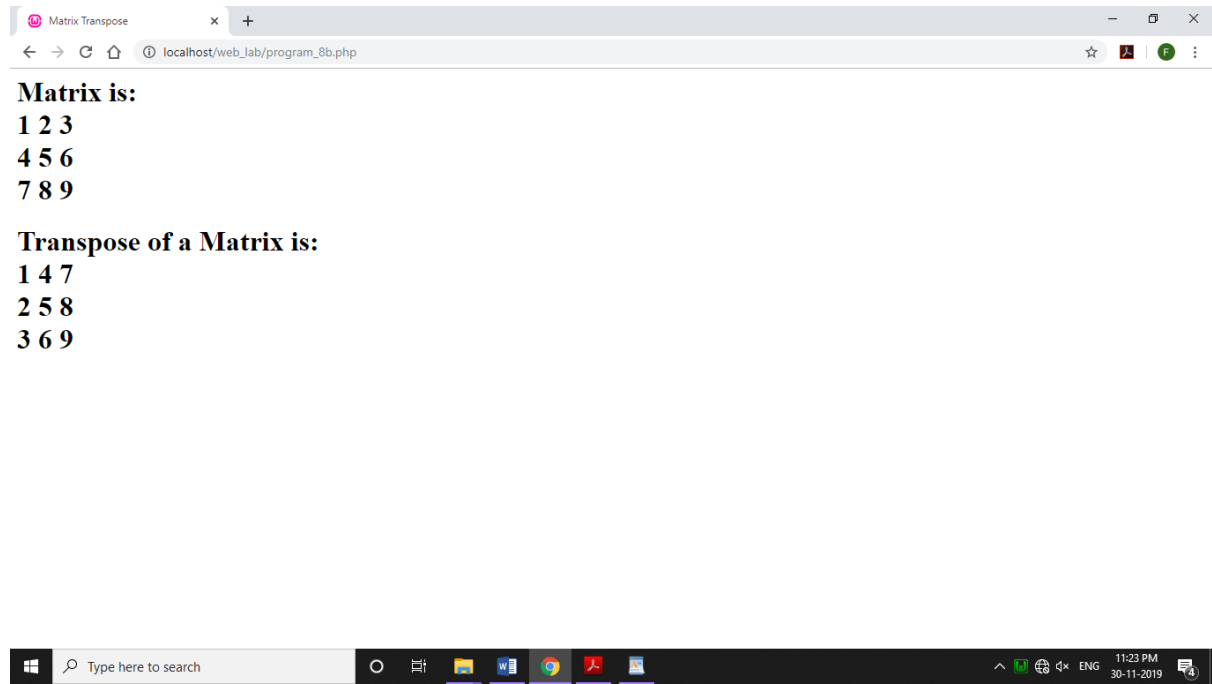 Matrix Transpose
localhost/web_lab/program_8b.php
F
Matrix is:
1 2 3
4 5 6
7 8 9
Transpose of a Matrix is:
1 4 7
2 5 8
3 6 9
Type here to search
ENG
11:23 PM
30-11-2019
4